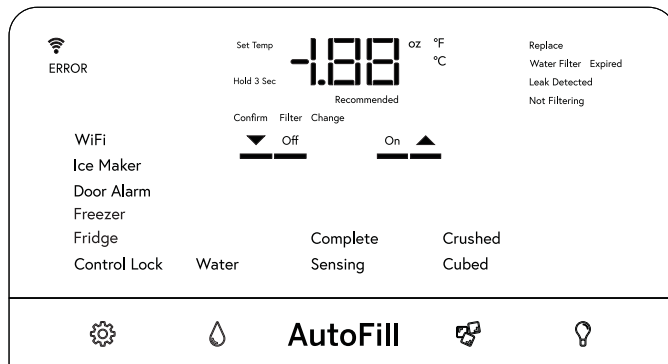 Set Temp -1.88 oz °F Replace
ERROR °C Water Filter Expired
Hold 3 Sec Leak Detected
Recommended Not Filtering
Confirm Filter Change
WiFi Off On
Ice Maker
Door Alarm
Freezer
Fridge Complete Crushed
Control Lock Water Sensing Cubed
AutoFill